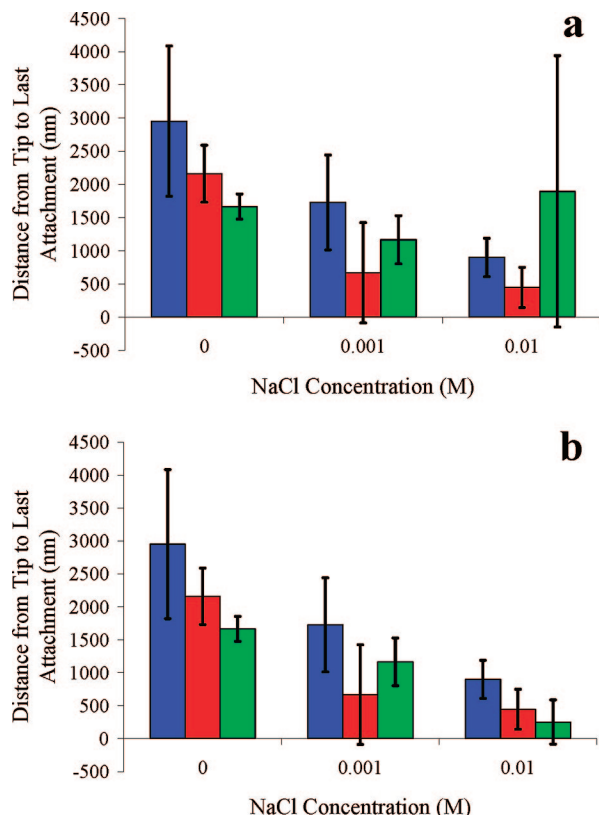 a
4500
4000
3500
3000
2500
2000
1500
1000
500
0
-500
Distance from Tip to Last
Attachment (nm)
0 0.001 0.01
NaCl Concentration (M)
b
4500
4000
3500
3000
2500
2000
1500
1000
500
0
-500
Distance from Tip to Last
Attachment (nm)
0 0.001 0.01
NaCl Concentration (M)